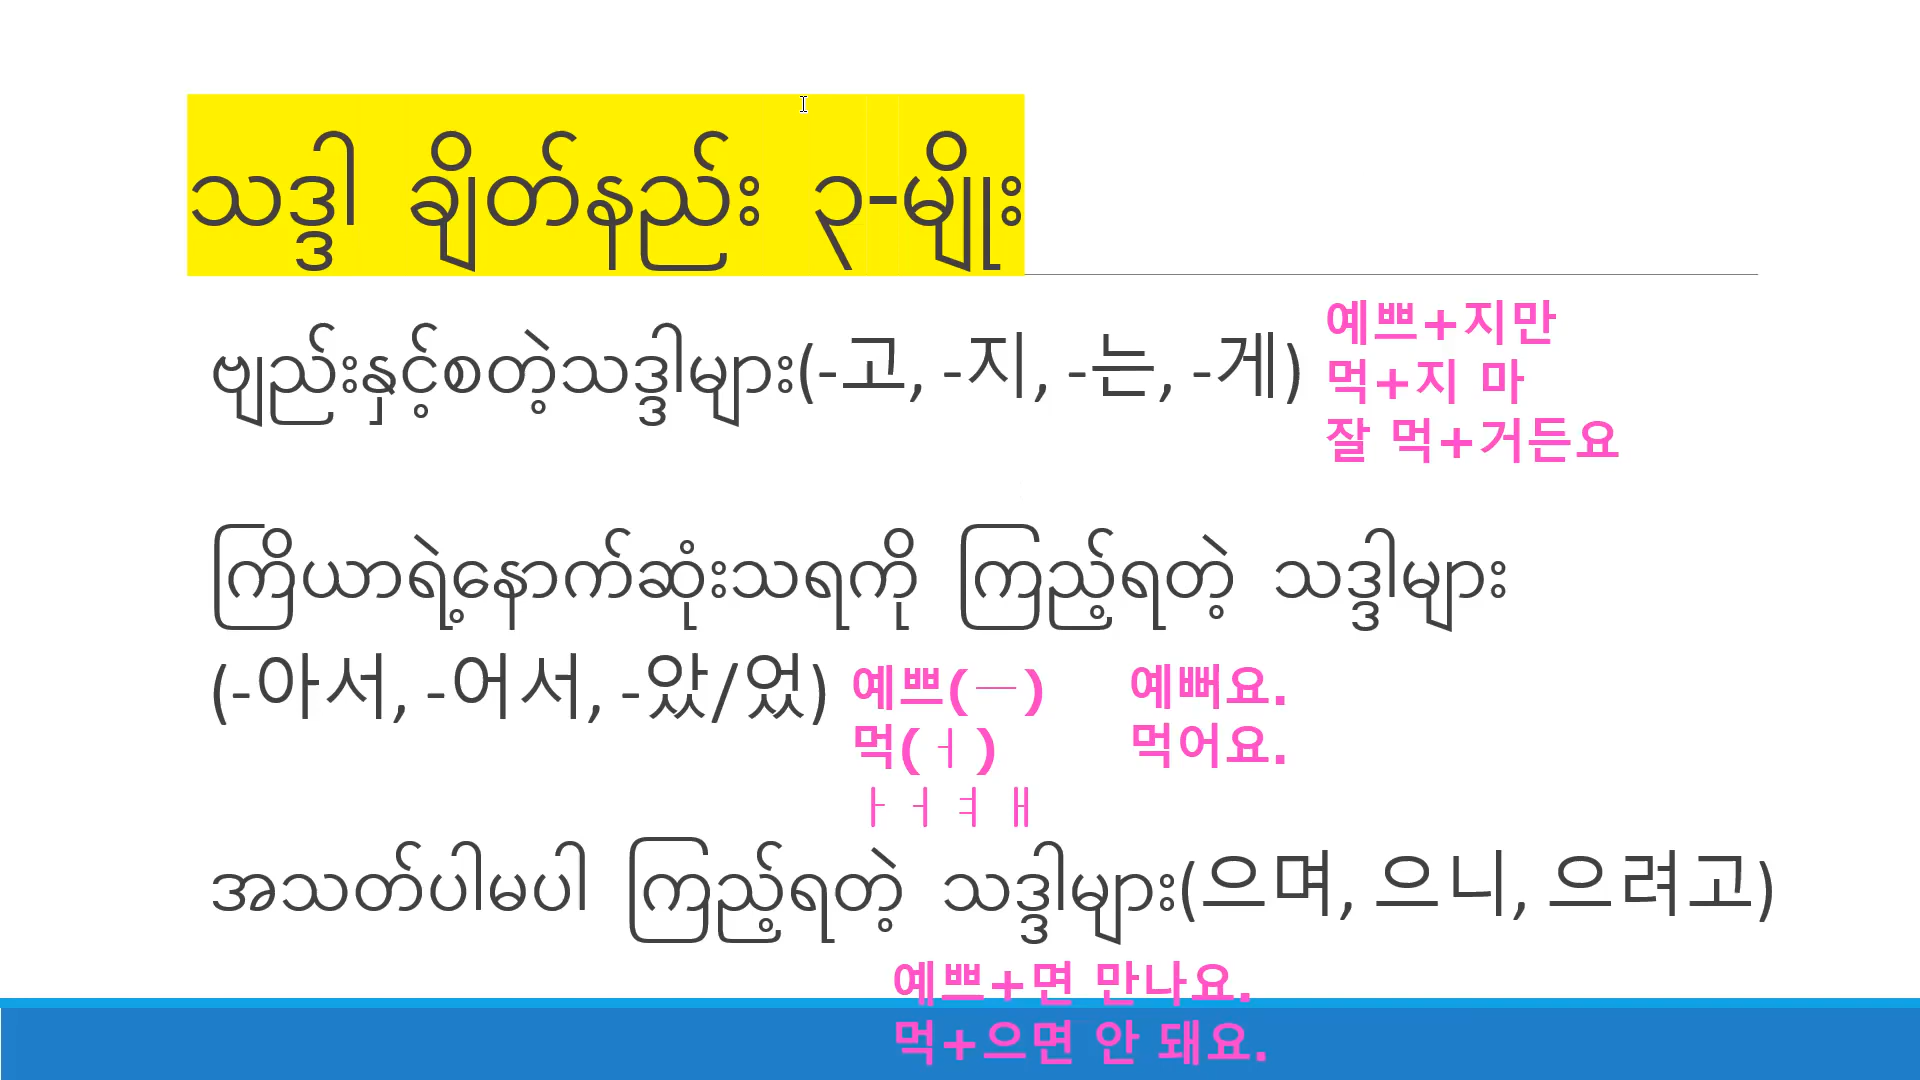 သဒ္ဒါ ချိတ်နည်း ၃-မျိုး
ဗျည်းနှင့်စတဲ့သဒ္ဒါများ(-고, -지, -는, -게)
예쁘+지만
먹+지 마
잘 먹+거든요
ကြိယာရဲ့နောက်ဆုံးသရကို ကြည့်ရတဲ့ သဒ္ဒါများ
(-아서, -어서, -았/었)
예쁘(ㅡ) 예뻐요.
먹(ㅓ) 먹어요.
ㅏ ㅓ ㅕ ㅐ
အသတ်ပါမပါ ကြည့်ရတဲ့ သဒ္ဒါများ(으며, 으니, 으려고)
예쁘+면 만나요.
먹+으면 안 돼요.